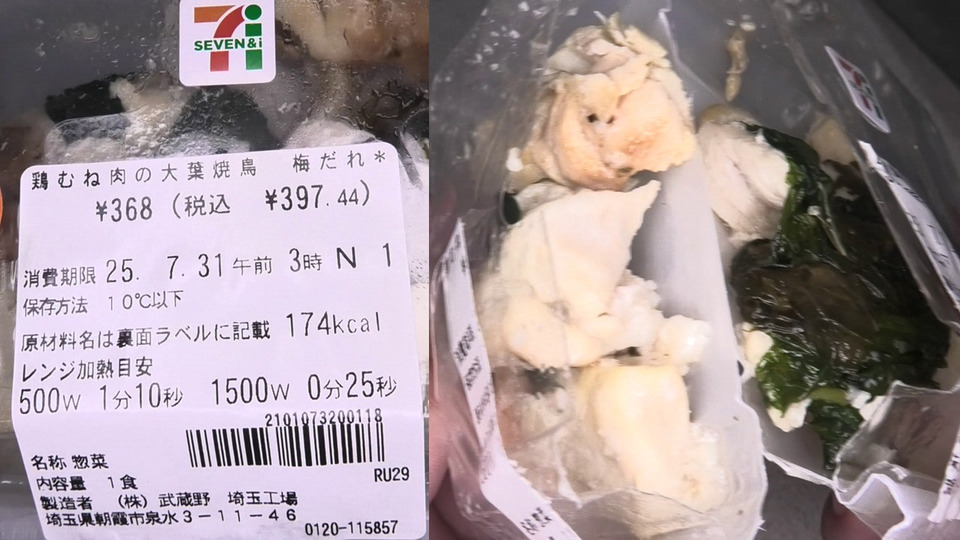 7i
SEVEN&i
鶏むね肉の大葉焼鳥 梅だれ*
¥368 (税込 ¥397.44)
消費期限 25. 7.31午前 3時 N 1
保存方法 10℃以下
原材料名は裏面ラベルに記載 174kcal
レンジ加熱目安
500W 1分10秒 1500W 0分25秒
2101073200118
名称 惣菜
RU29
内容量 1食
製造者 (株) 武蔵野 埼玉工場
埼玉県朝霞市泉水3-11-46
0120-115857